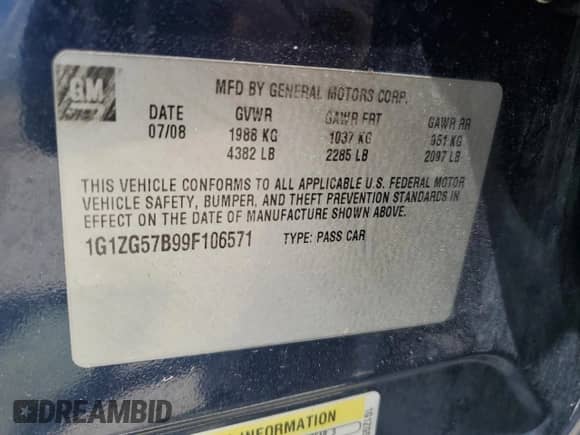 GM
MFD BY GENERAL MOTORS CORP.
DATE GVWR GAWR FRT GAWR RR
07/08 1988 KG 1037 KG 951 KG
4382 LB 2285 LB 2097 LB
THIS VEHICLE CONFORMS TO ALL APPLICABLE U.S. FEDERAL MOTOR
VEHICLE SAFETY, BUMPER, AND THEFT PREVENTION STANDARDS IN
EFFECT ON THE DATE OF MANUFACTURE SHOWN ABOVE.
1G1ZG57B99F106571 TYPE: PASS CAR
INFORMATION
DREAMBID